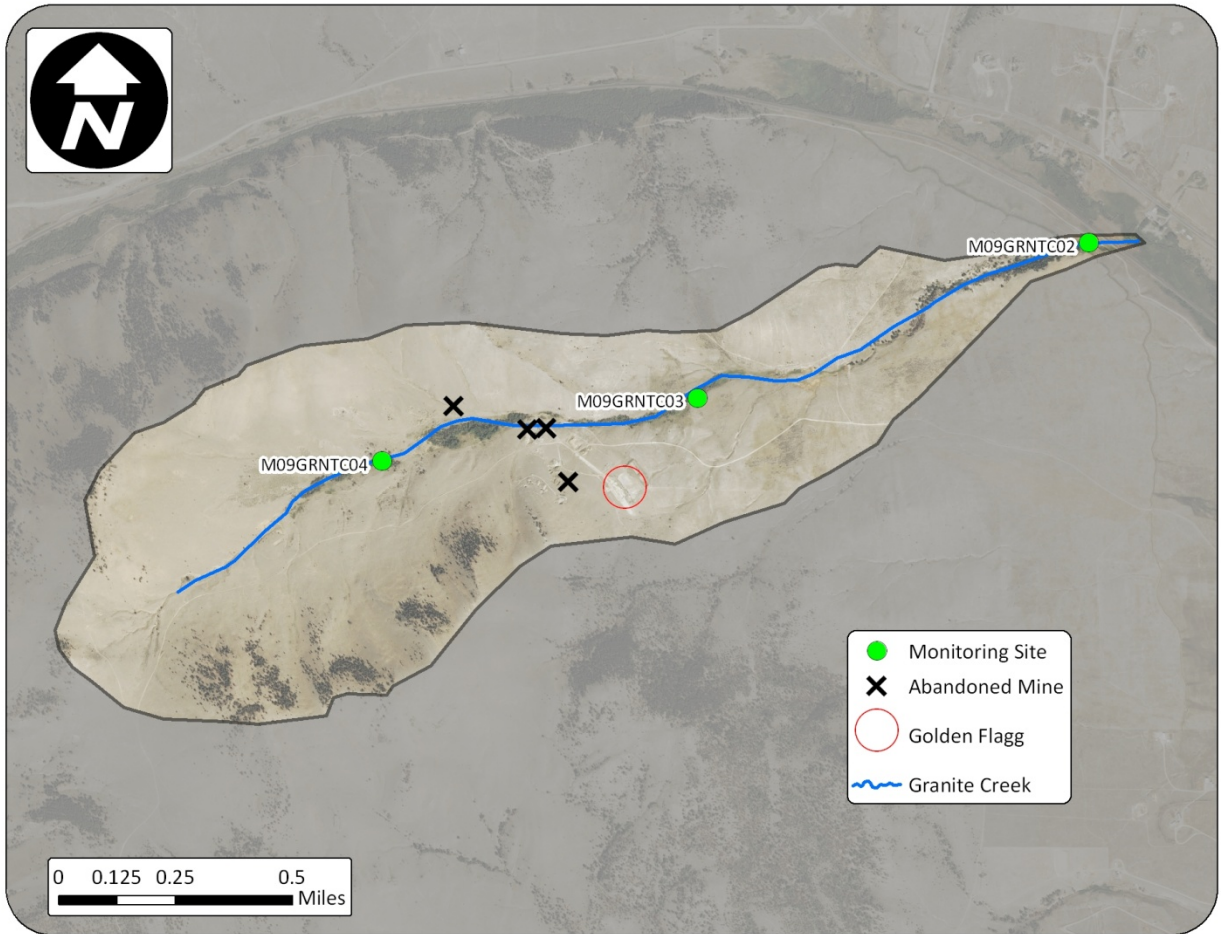 N
M09GRNTC02
M09GRNTC03
M09GRNTC04
Monitoring Site
Abandoned Mine
Golden Flagg
Granite Creek
0 0.125 0.25 0.5
Miles